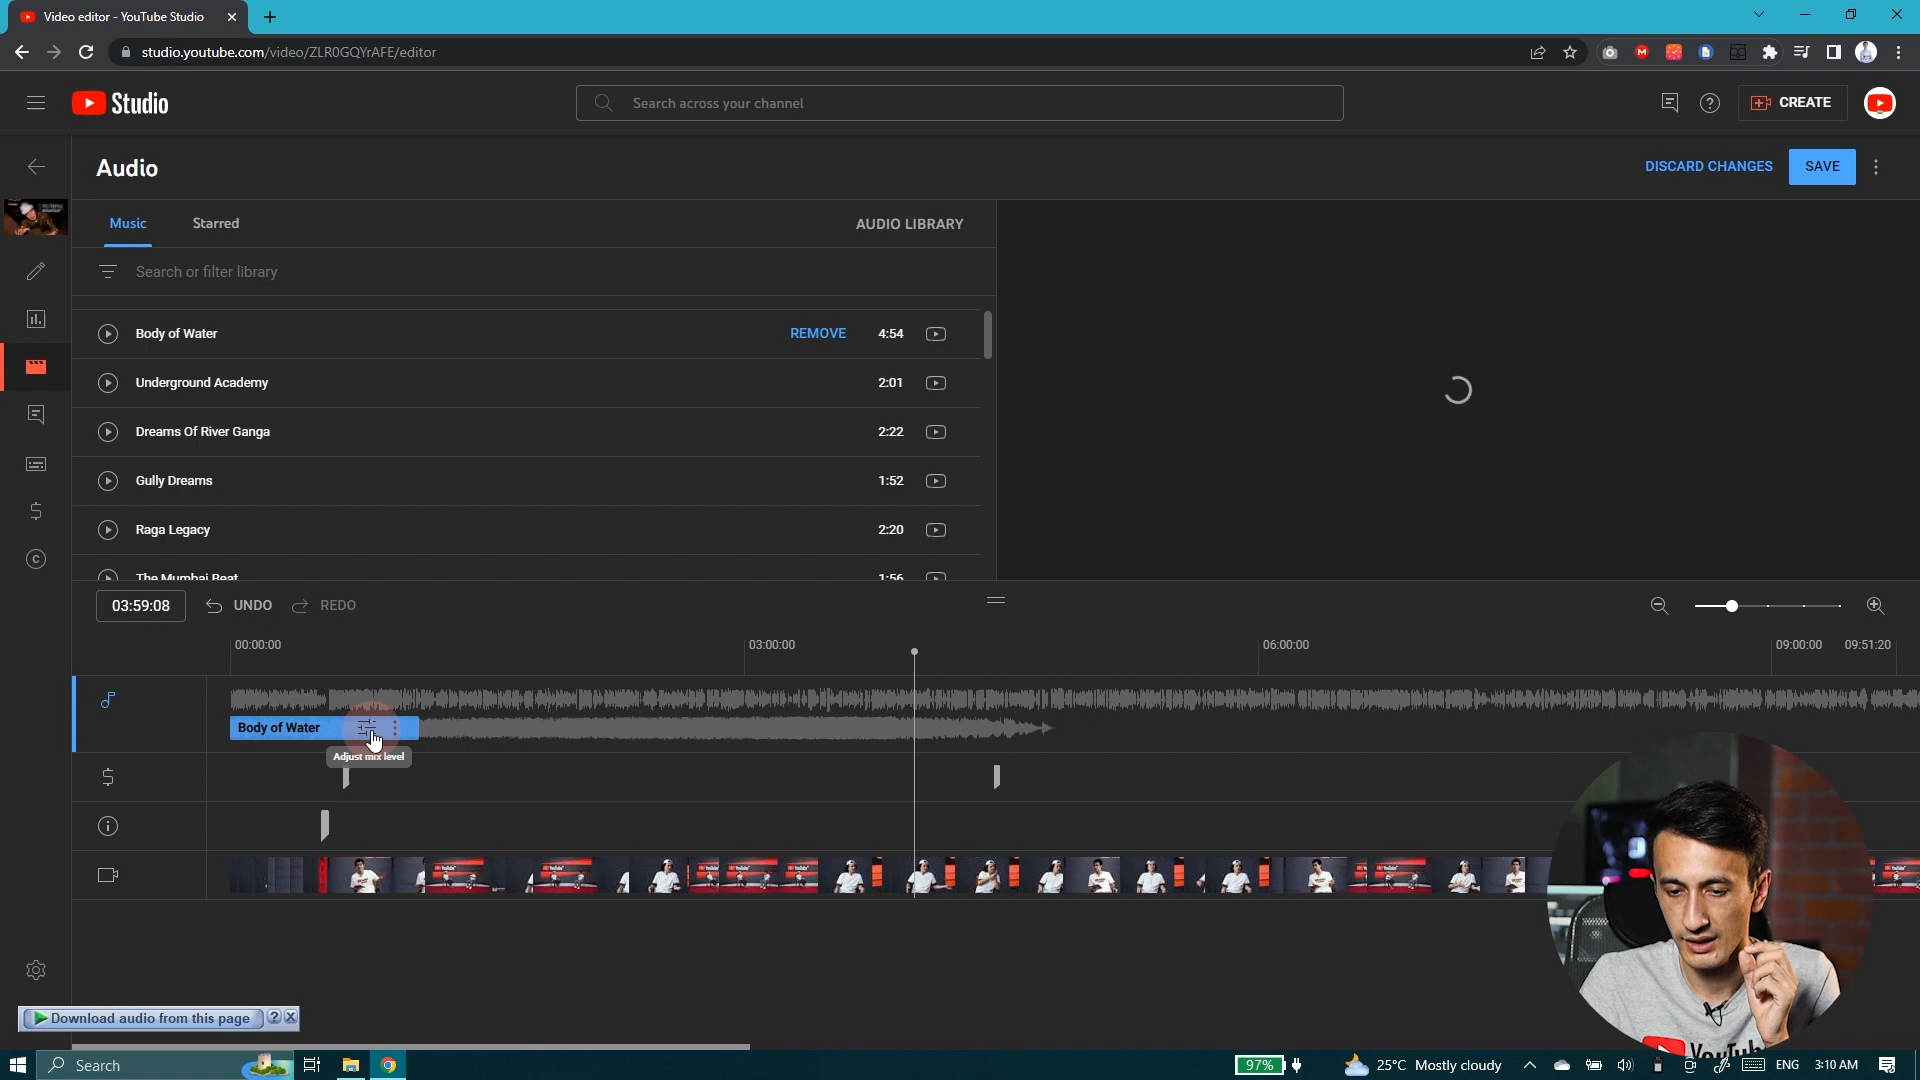 Video editor - YouTube Studio
studio.youtube.com/video/ZLR0GQYrAFE/editor
Studio
Search across your channel
CREATE
Audio
DISCARD CHANGES
SAVE
Music
Starred
AUDIO LIBRARY
Search or filter library
Body of Water
REMOVE
4:54
Underground Academy
2:01
Dreams Of River Ganga
2:22
Gully Dreams
1:52
Raga Legacy
2:20
The Mumbai Beat
1:56
03:59:08
UNDO
REDO
00:00:00
03:00:00
06:00:00
09:00:00
09:51:20
Body of Water
Adjust mix level
Download audio from this page
Search
97%
25°C Mostly cloudy
ENG
3:10 AM
YouTube